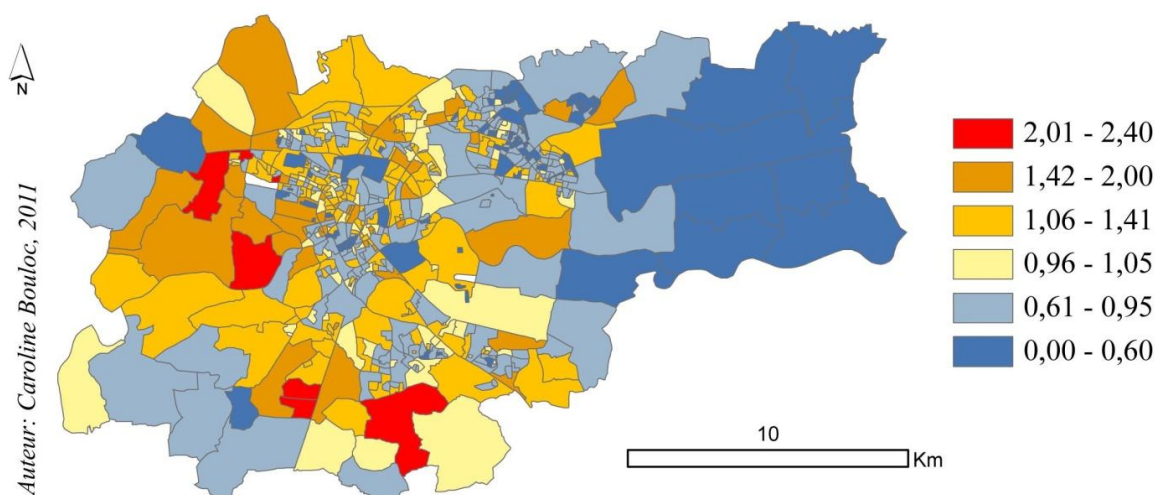 N
Auteur: Caroline Bouloc, 2011
2,01 - 2,40
1,42 - 2,00
1,06 - 1,41
0,96 - 1,05
0,61 - 0,95
0,00 - 0,60
10
Km